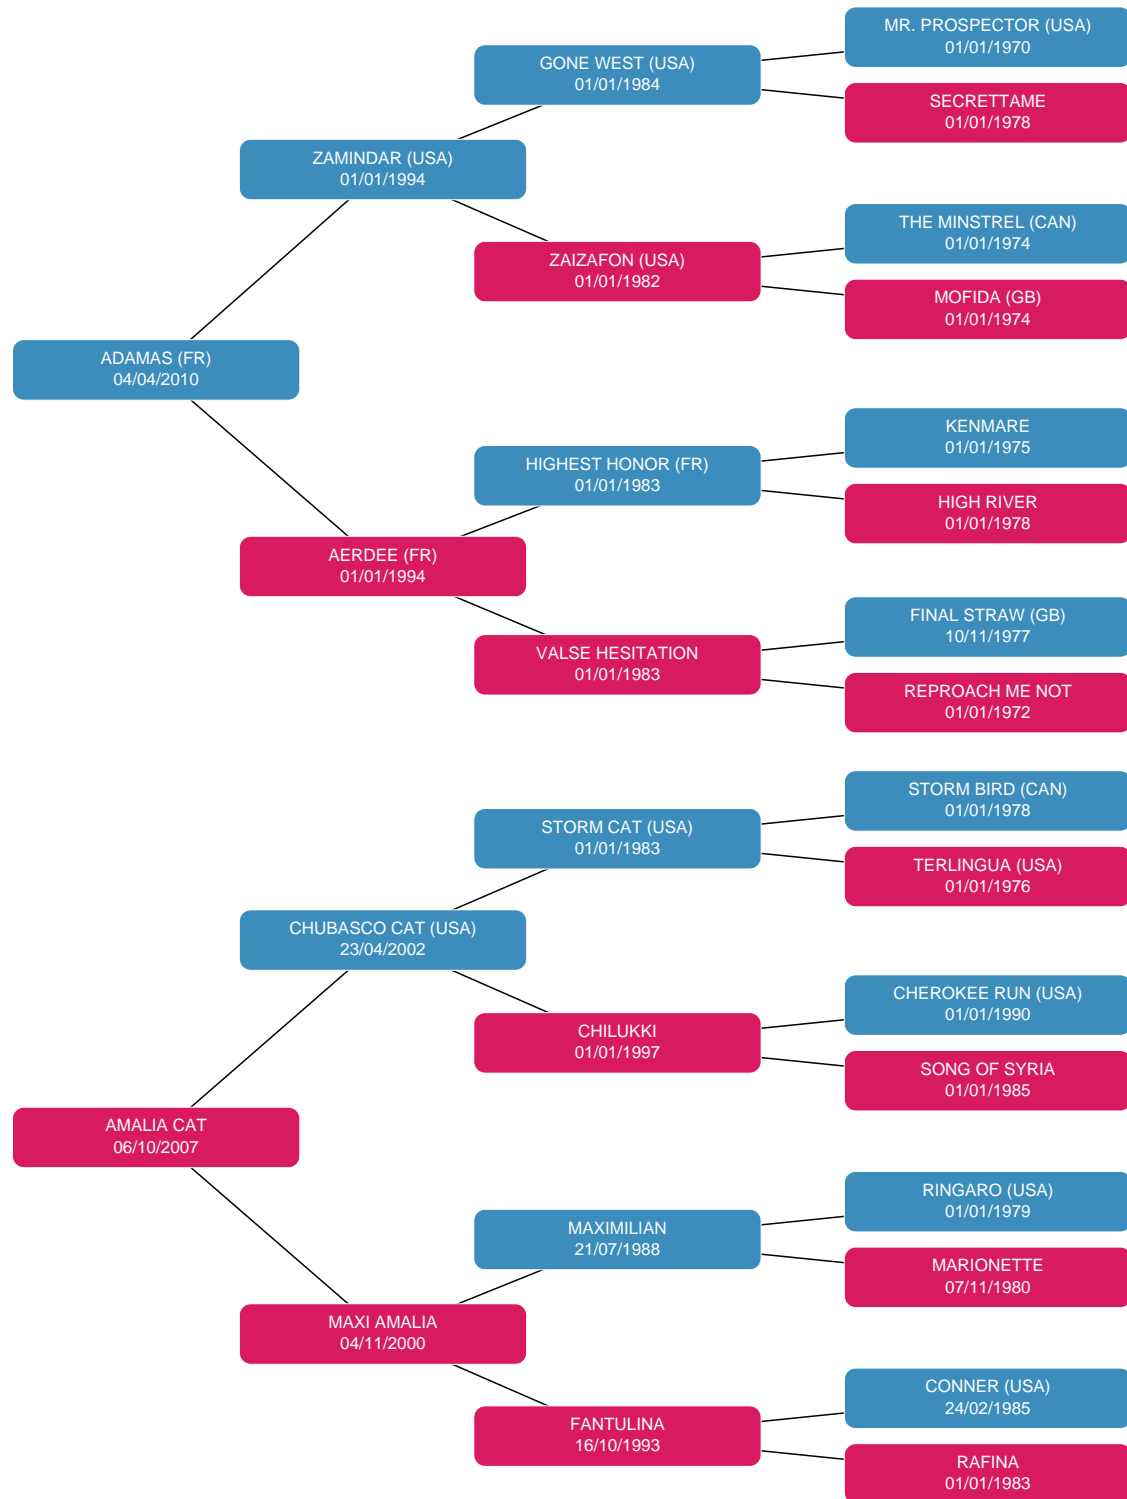 MR. PROSPECTOR (USA)
01/01/1970
GONE WEST (USA)
01/01/1984
SECRETTAME
01/01/1978
ZAMINDAR (USA)
01/01/1994
THE MINSTREL (CAN)
01/01/1974
ZAIZAFON (USA)
01/01/1982
MOFIDA (GB)
01/01/1974
ADAMAS (FR)
04/04/2010
KENMARE
01/01/1975
HIGHEST HONOR (FR)
01/01/1983
HIGH RIVER
01/01/1978
AERDEE (FR)
01/01/1994
FINAL STRAW (GB)
10/11/1977
VALSE HESITATION
01/01/1983
REPROACH ME NOT
01/01/1972
STORM BIRD (CAN)
01/01/1978
STORM CAT (USA)
01/01/1983
TERLINGUA (USA)
01/01/1976
CHUBASCO CAT (USA)
23/04/2002
CHEROKEE RUN (USA)
01/01/1990
CHILUKKI
01/01/1997
SONG OF SYRIA
01/01/1985
AMALIA CAT
06/10/2007
RINGARO (USA)
01/01/1979
MAXIMILIAN
21/07/1988
MARIONETTE
07/11/1980
MAXI AMALIA
04/11/2000
CONNER (USA)
24/02/1985
FANTULINA
16/10/1993
RAFINA
01/01/1983